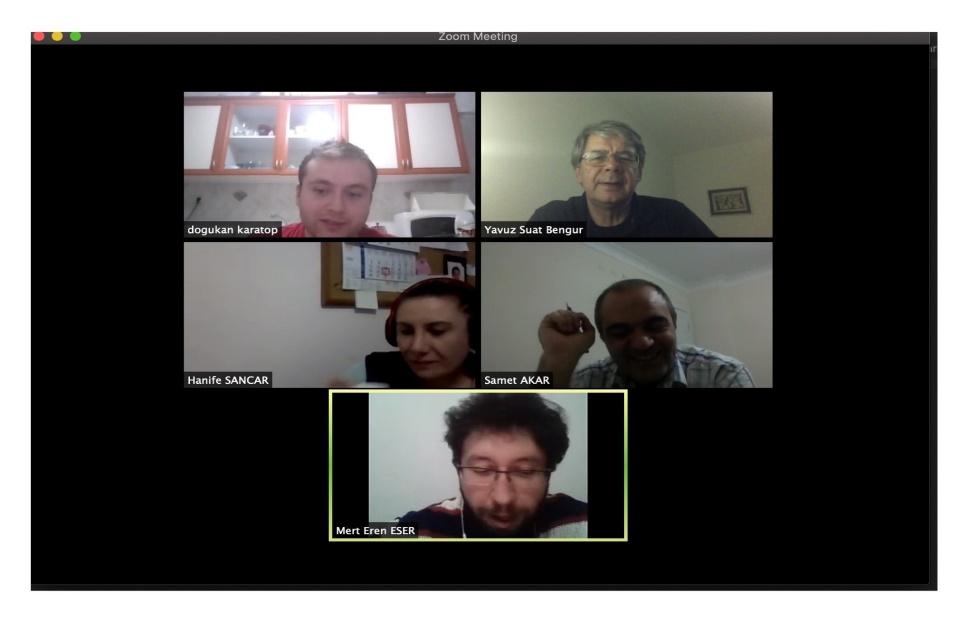 Zoom Meeting
dogukan karatop
Yavuz Suat Bengur
Hanife SANCAR
Samet AKAR
Mert Eren ESER